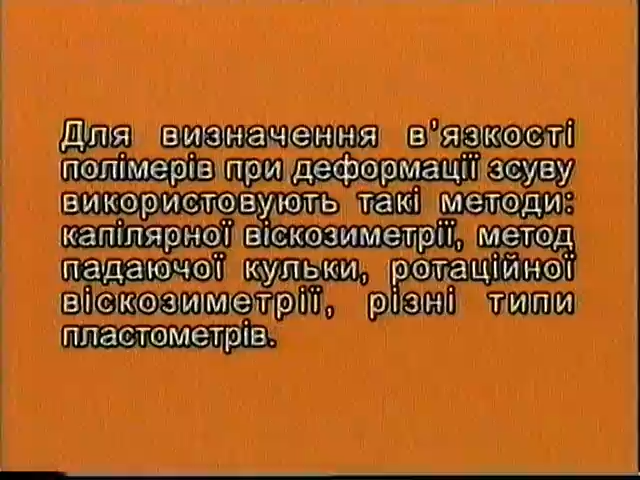 Для визначення в'язкості
полімерів при деформації зсуву
використовують такі методи:
капілярної віскозиметрії, метод
падаючої кульки, ротаційної
віскозиметрії, різні типи
пластометрів.